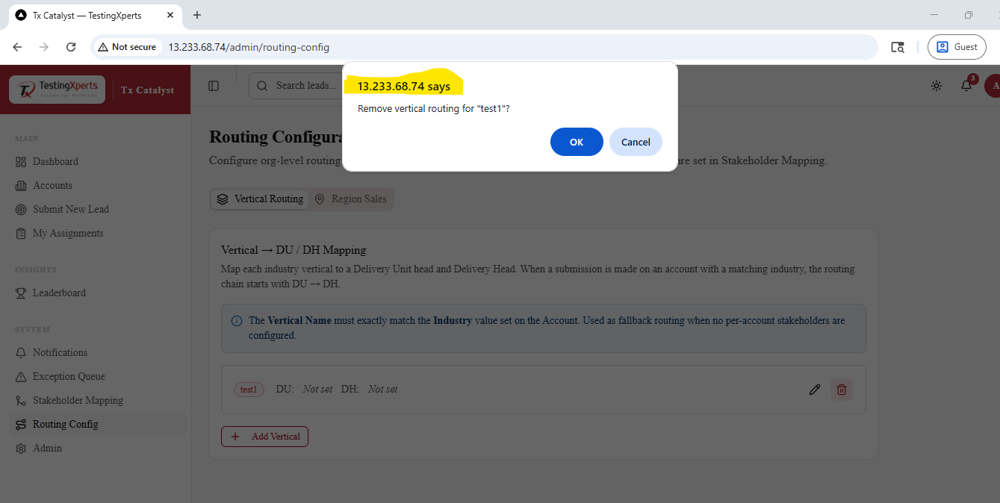 Tx Catalyst — TestingXperts
Not secure
13.233.68.74/admin/routing-config
Guest
TestingXperts
Tx Catalyst
Search leads...
3
A
13.233.68.74 says
Remove vertical routing for "test1"?
OK
Cancel
MAIN
Dashboard
Accounts
Submit New Lead
My Assignments
INSIGHTS
Leaderboard
SYSTEM
Notifications
Exception Queue
Stakeholder Mapping
Routing Config
Admin
Routing Configura
Configure org-level routing
are set in Stakeholder Mapping.
Vertical Routing
Region Sales
Vertical → DU / DH Mapping
Map each industry vertical to a Delivery Unit head and Delivery Head. When a submission is made on an account with a matching industry, the routing
chain starts with DU → DH.
The Vertical Name must exactly match the Industry value set on the Account. Used as fallback routing when no per-account stakeholders are
configured.
test1 DU: Not set DH: Not set
Add Vertical